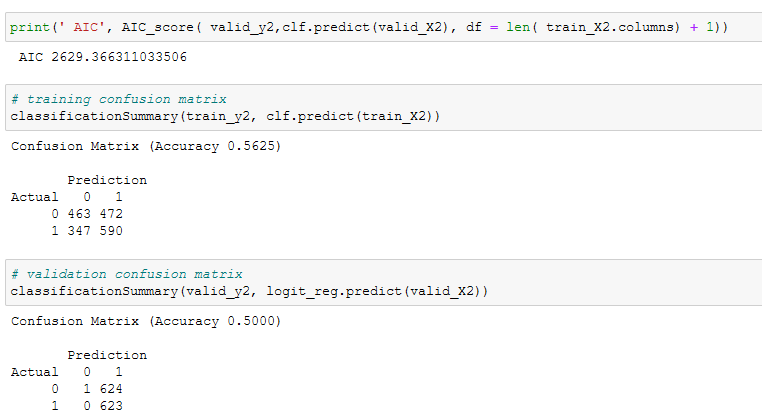 print(' AIC', AIC_score( valid_y2,clf.predict(valid_X2), df = len( train_X2.columns) + 1))
AIC 2629.366311033506
# training confusion matrix
classificationSummary(train_y2, clf.predict(train_X2))
Confusion Matrix (Accuracy 0.5625)
Prediction
Actual 0 1
0 463 472
1 347 590
# validation confusion matrix
classificationSummary(valid_y2, logit_reg.predict(valid_X2))
Confusion Matrix (Accuracy 0.5000)
Prediction
Actual 0 1
0 1 624
1 0 623